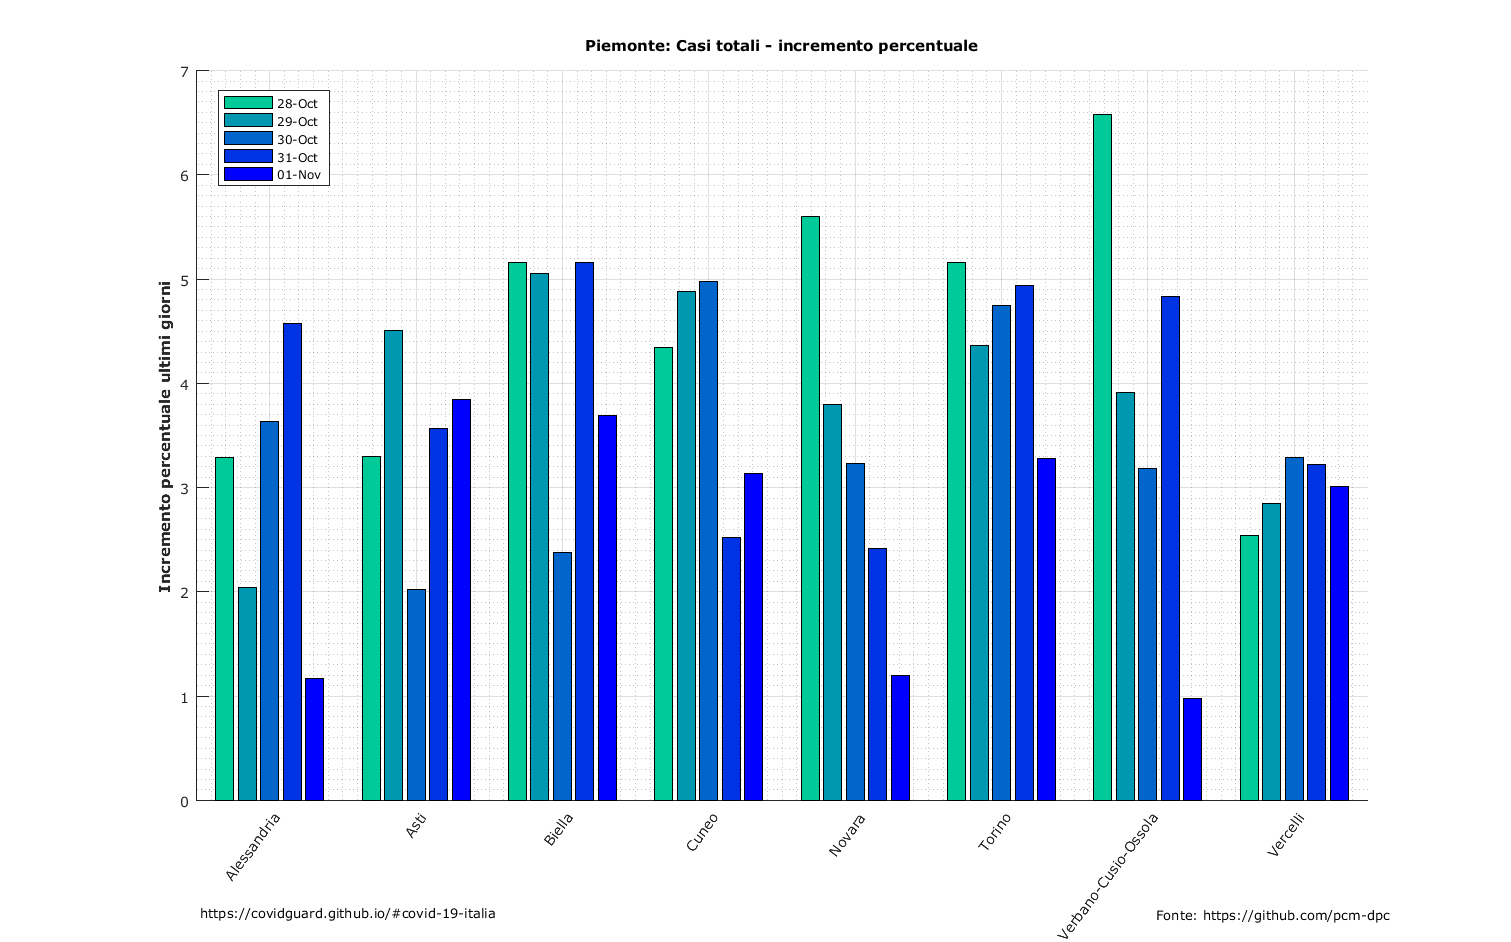 Piemonte: Casi totali - incremento percentuale
7
6
5
4
3
2
1
0
28-Oct
29-Oct
30-Oct
31-Oct
01-Nov
Incremento percentuale ultimi giorni
Alessandria
Asti
Biella
Cuneo
Novara
Torino
Verbano-Cusio-Ossola
Vercelli
https://covidguard.github.io/#covid-19-italia
Fonte: https://github.com/pcm-dpc